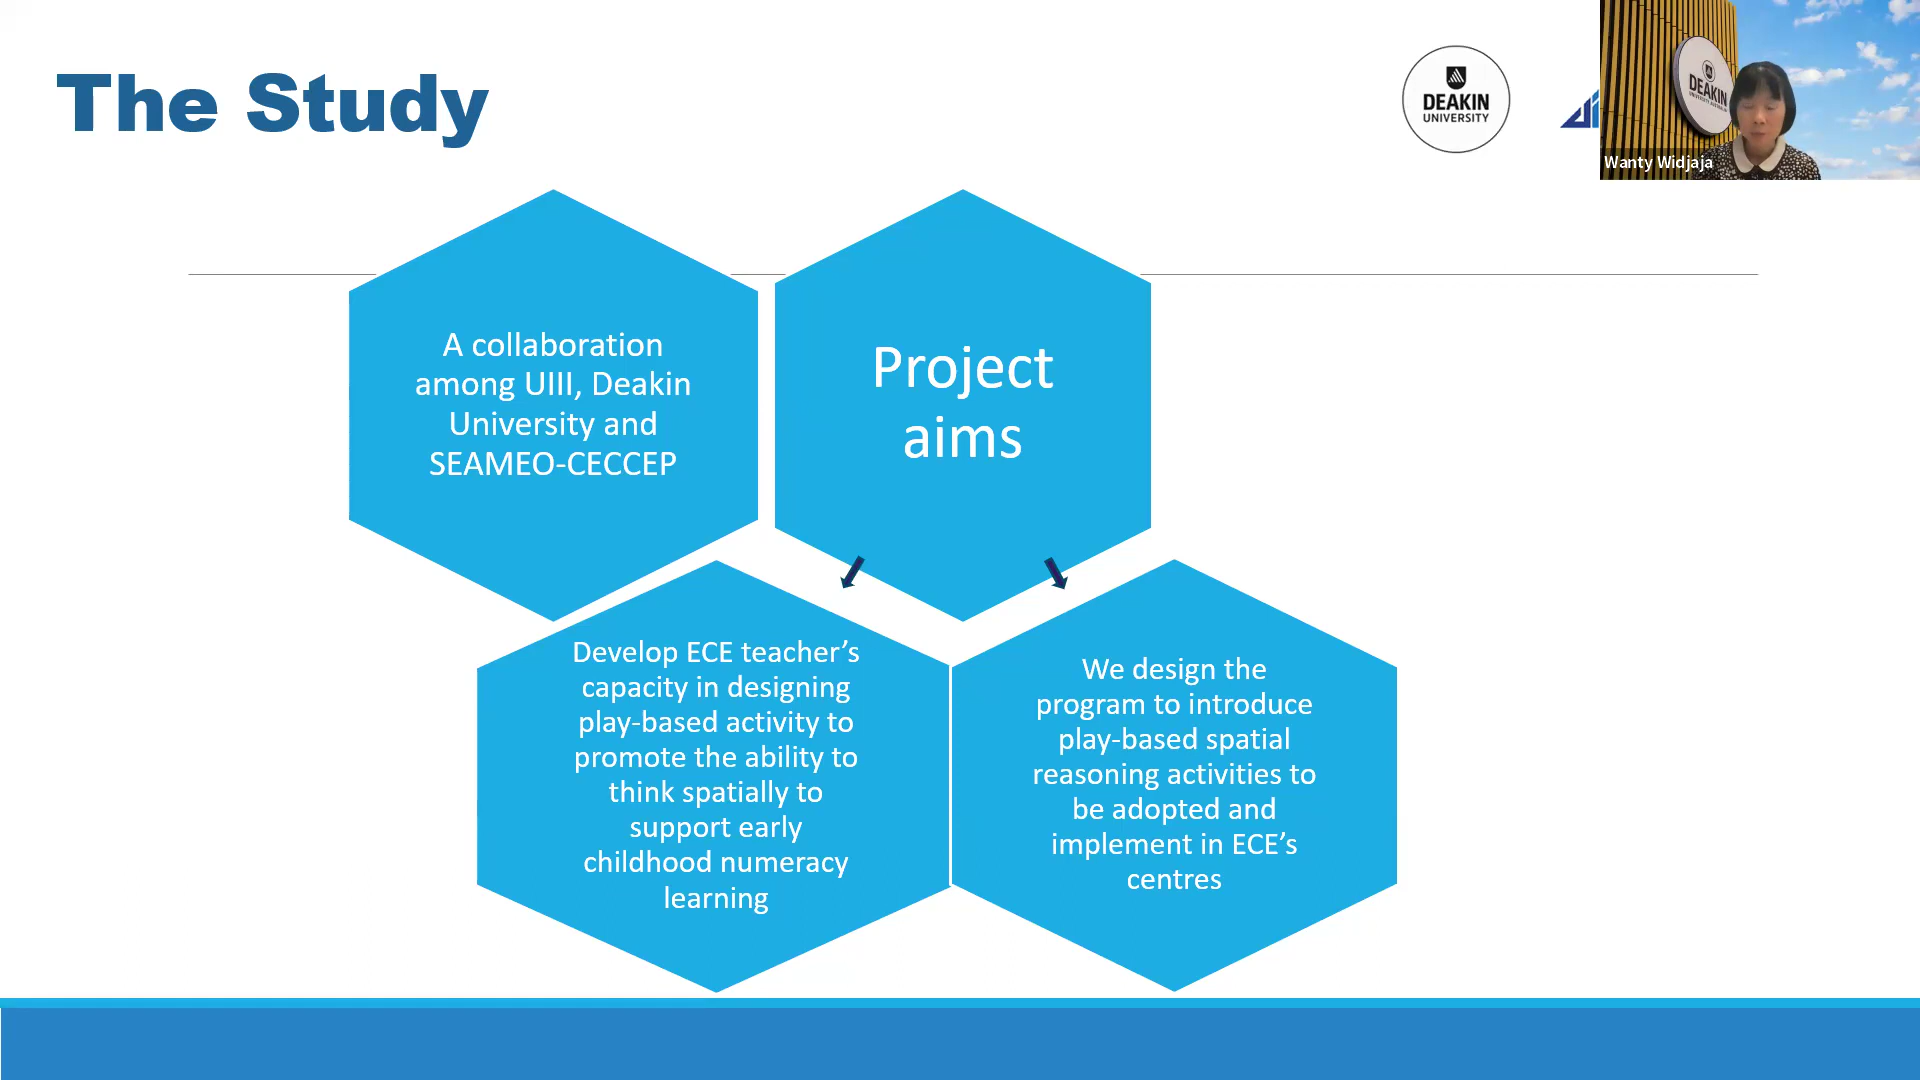 The Study
DEAKIN
UNIVERSITY
DEAKIN
Wanty Widjaja
A collaboration
among UIII, Deakin
University and
SEAMEO-CECCEP
Project
aims
Develop ECE teacher’s
capacity in designing
play-based activity to
promote the ability to
think spatially to
support early
childhood numeracy
learning
We design the
program to introduce
play-based spatial
reasoning activities to
be adopted and
implement in ECE’s
centres